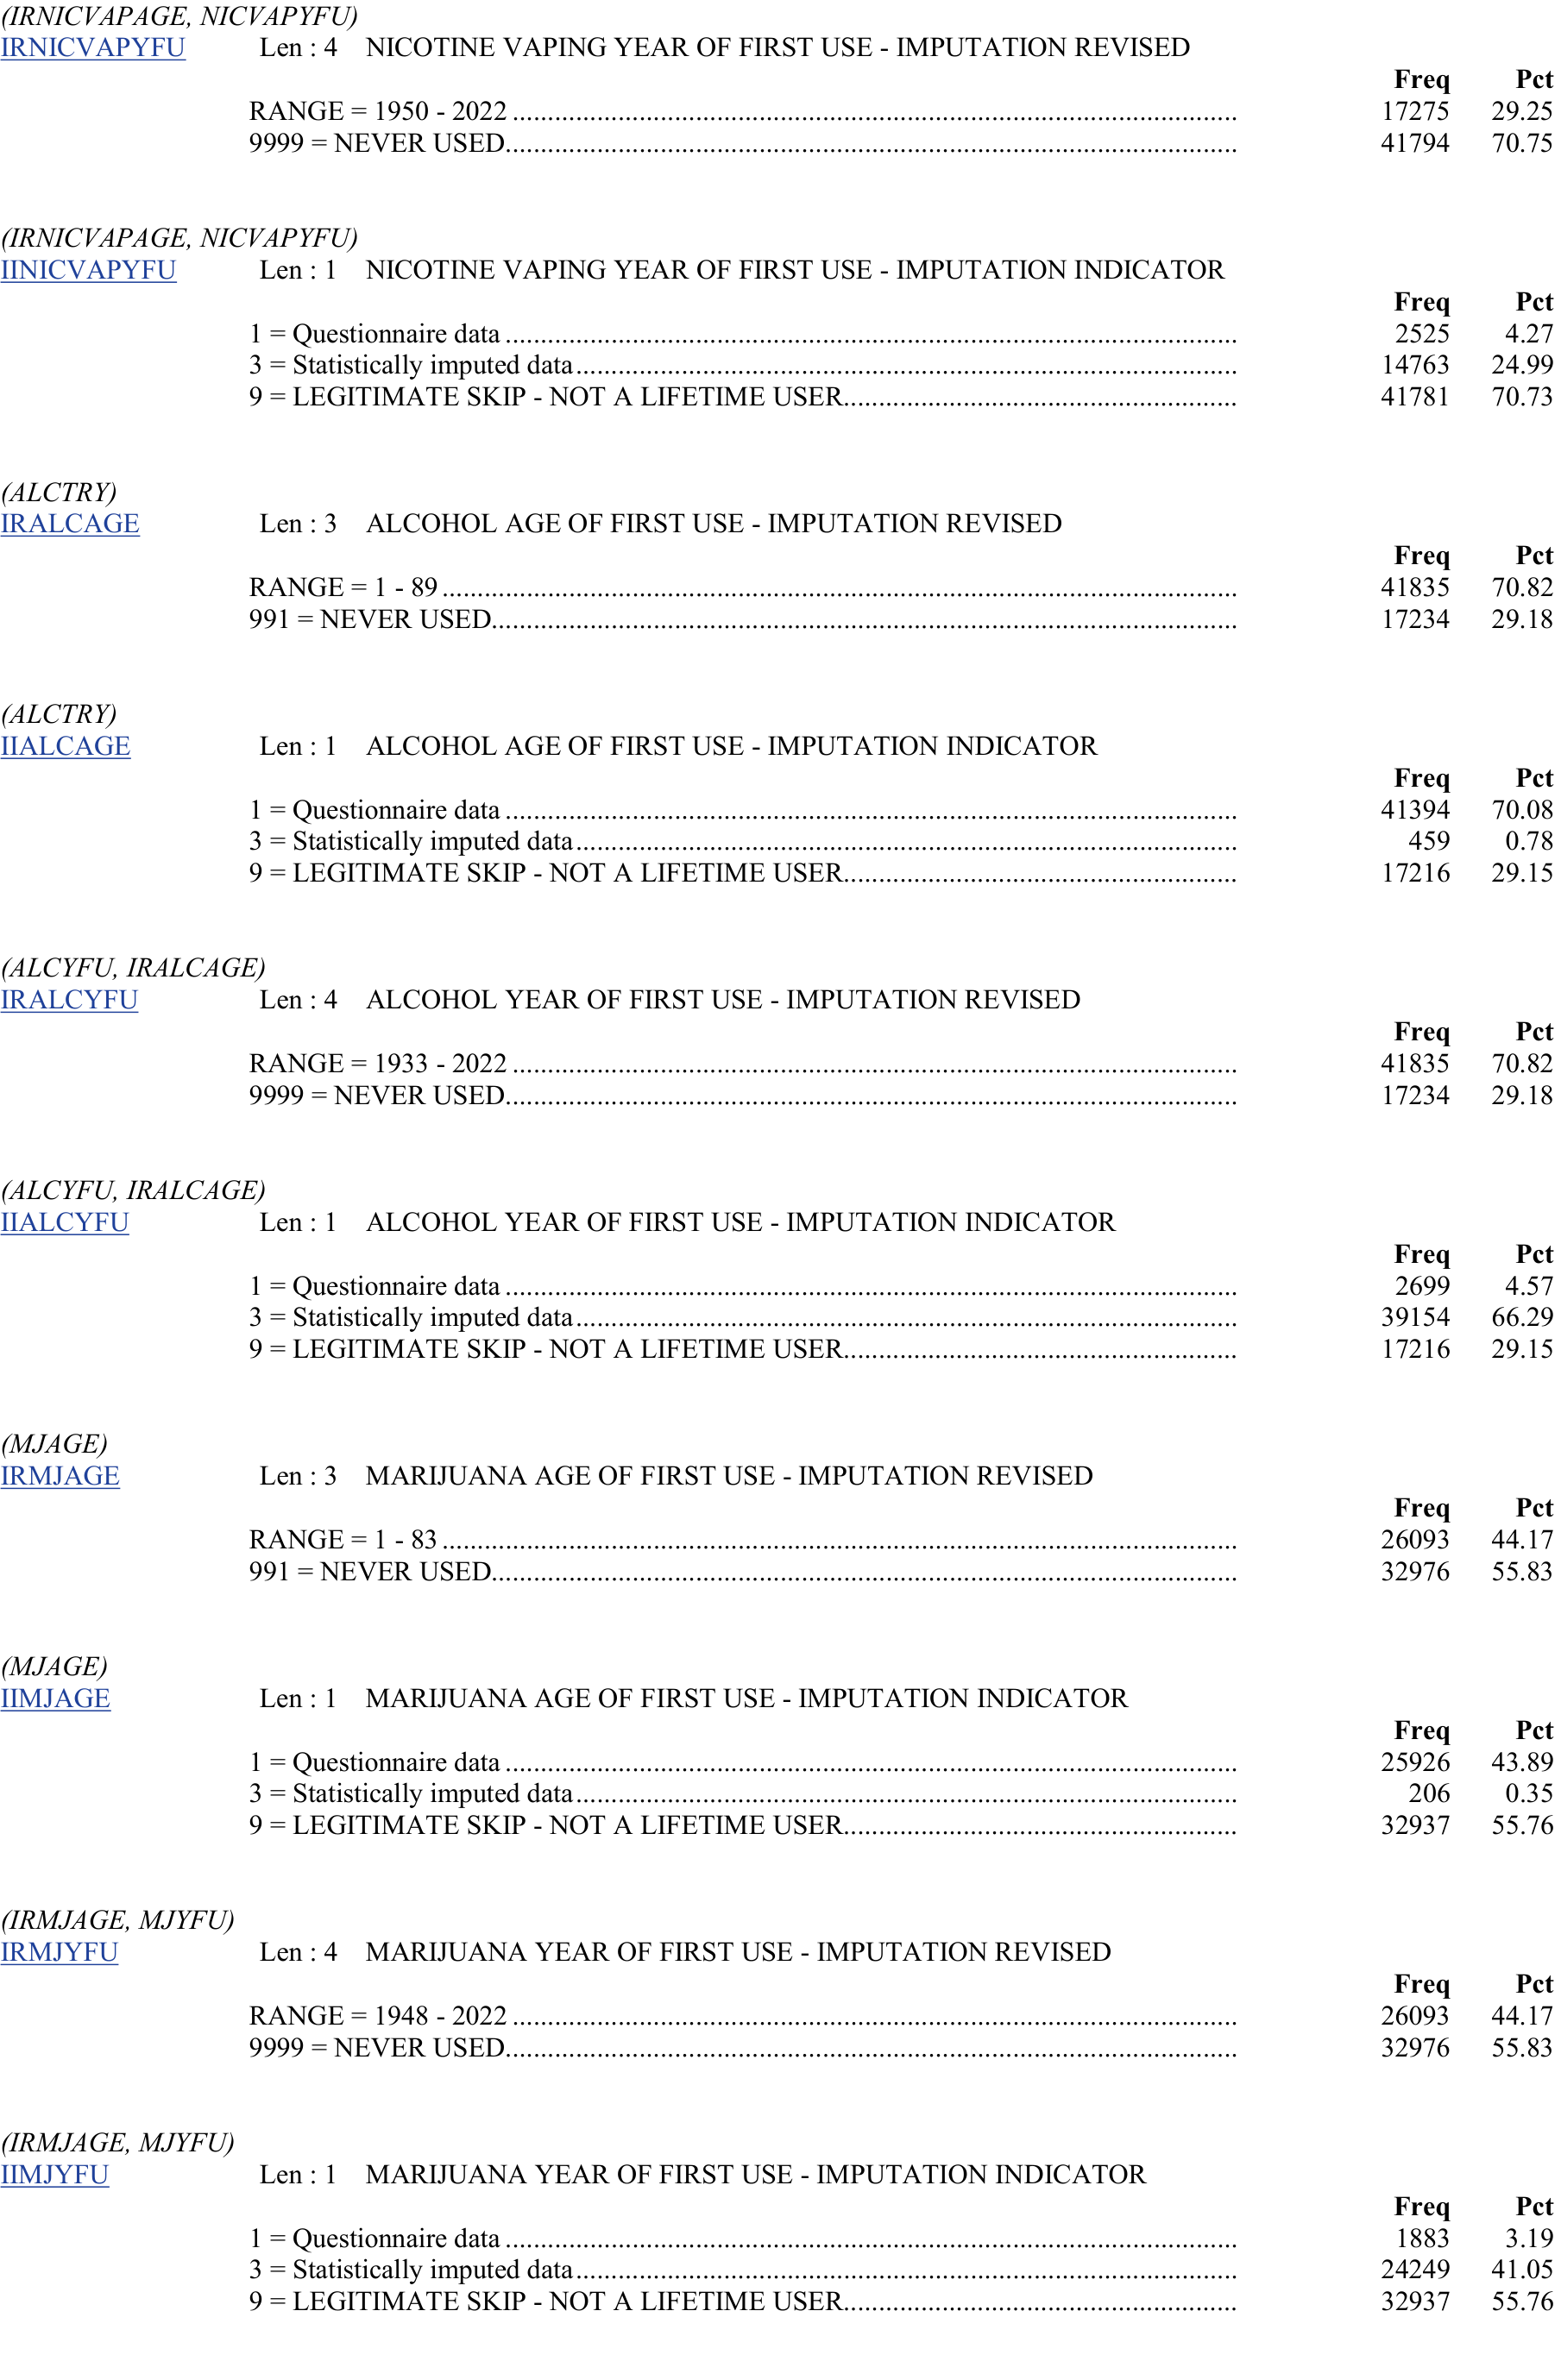 (IRNICVAPAGE, NICVAPYFU)
IRNICVAPYFU Len : 4 NICOTINE VAPING YEAR OF FIRST USE - IMPUTATION REVISED
Freq Pct
RANGE = 1950 - 2022 ........................................ 17275 29.25
9999 = NEVER USED........................................ 41794 70.75
(IRNICVAPAGE, NICVAPYFU)
IINICVAPYFU Len : 1 NICOTINE VAPING YEAR OF FIRST USE - IMPUTATION INDICATOR
Freq Pct
1 = Questionnaire data ........................................ 2525 4.27
3 = Statistically imputed data........................................ 14763 24.99
9 = LEGITIMATE SKIP - NOT A LIFETIME USER........................................ 41781 70.73
(ALCTRY)
IRALCAGE Len : 3 ALCOHOL AGE OF FIRST USE - IMPUTATION REVISED
Freq Pct
RANGE = 1 - 89 ........................................ 41835 70.82
991 = NEVER USED........................................ 17234 29.18
(ALCTRY)
IIALCAGE Len : 1 ALCOHOL AGE OF FIRST USE - IMPUTATION INDICATOR
Freq Pct
1 = Questionnaire data ........................................ 41394 70.08
3 = Statistically imputed data........................................ 459 0.78
9 = LEGITIMATE SKIP - NOT A LIFETIME USER........................................ 17216 29.15
(ALCYFU, IRALCAGE)
IRALCYFU Len : 4 ALCOHOL YEAR OF FIRST USE - IMPUTATION REVISED
Freq Pct
RANGE = 1933 - 2022 ........................................ 41835 70.82
9999 = NEVER USED........................................ 17234 29.18
(ALCYFU, IRALCAGE)
IIALCYFU Len : 1 ALCOHOL YEAR OF FIRST USE - IMPUTATION INDICATOR
Freq Pct
1 = Questionnaire data ........................................ 2699 4.57
3 = Statistically imputed data........................................ 39154 66.29
9 = LEGITIMATE SKIP - NOT A LIFETIME USER........................................ 17216 29.15
(MJAGE)
IRMJAGE Len : 3 MARIJUANA AGE OF FIRST USE - IMPUTATION REVISED
Freq Pct
RANGE = 1 - 83 ........................................ 26093 44.17
991 = NEVER USED........................................ 32976 55.83
(MJAGE)
IIMJAGE Len : 1 MARIJUANA AGE OF FIRST USE - IMPUTATION INDICATOR
Freq Pct
1 = Questionnaire data ........................................ 25926 43.89
3 = Statistically imputed data........................................ 206 0.35
9 = LEGITIMATE SKIP - NOT A LIFETIME USER........................................ 32937 55.76
(IRMJAGE, MJYFU)
IRMJYFU Len : 4 MARIJUANA YEAR OF FIRST USE - IMPUTATION REVISED
Freq Pct
RANGE = 1948 - 2022 ........................................ 26093 44.17
9999 = NEVER USED........................................ 32976 55.83
(IRMJAGE, MJYFU)
IIMJYFU Len : 1 MARIJUANA YEAR OF FIRST USE - IMPUTATION INDICATOR
Freq Pct
1 = Questionnaire data ........................................ 1883 3.19
3 = Statistically imputed data........................................ 24249 41.05
9 = LEGITIMATE SKIP - NOT A LIFETIME USER........................................ 32937 55.76